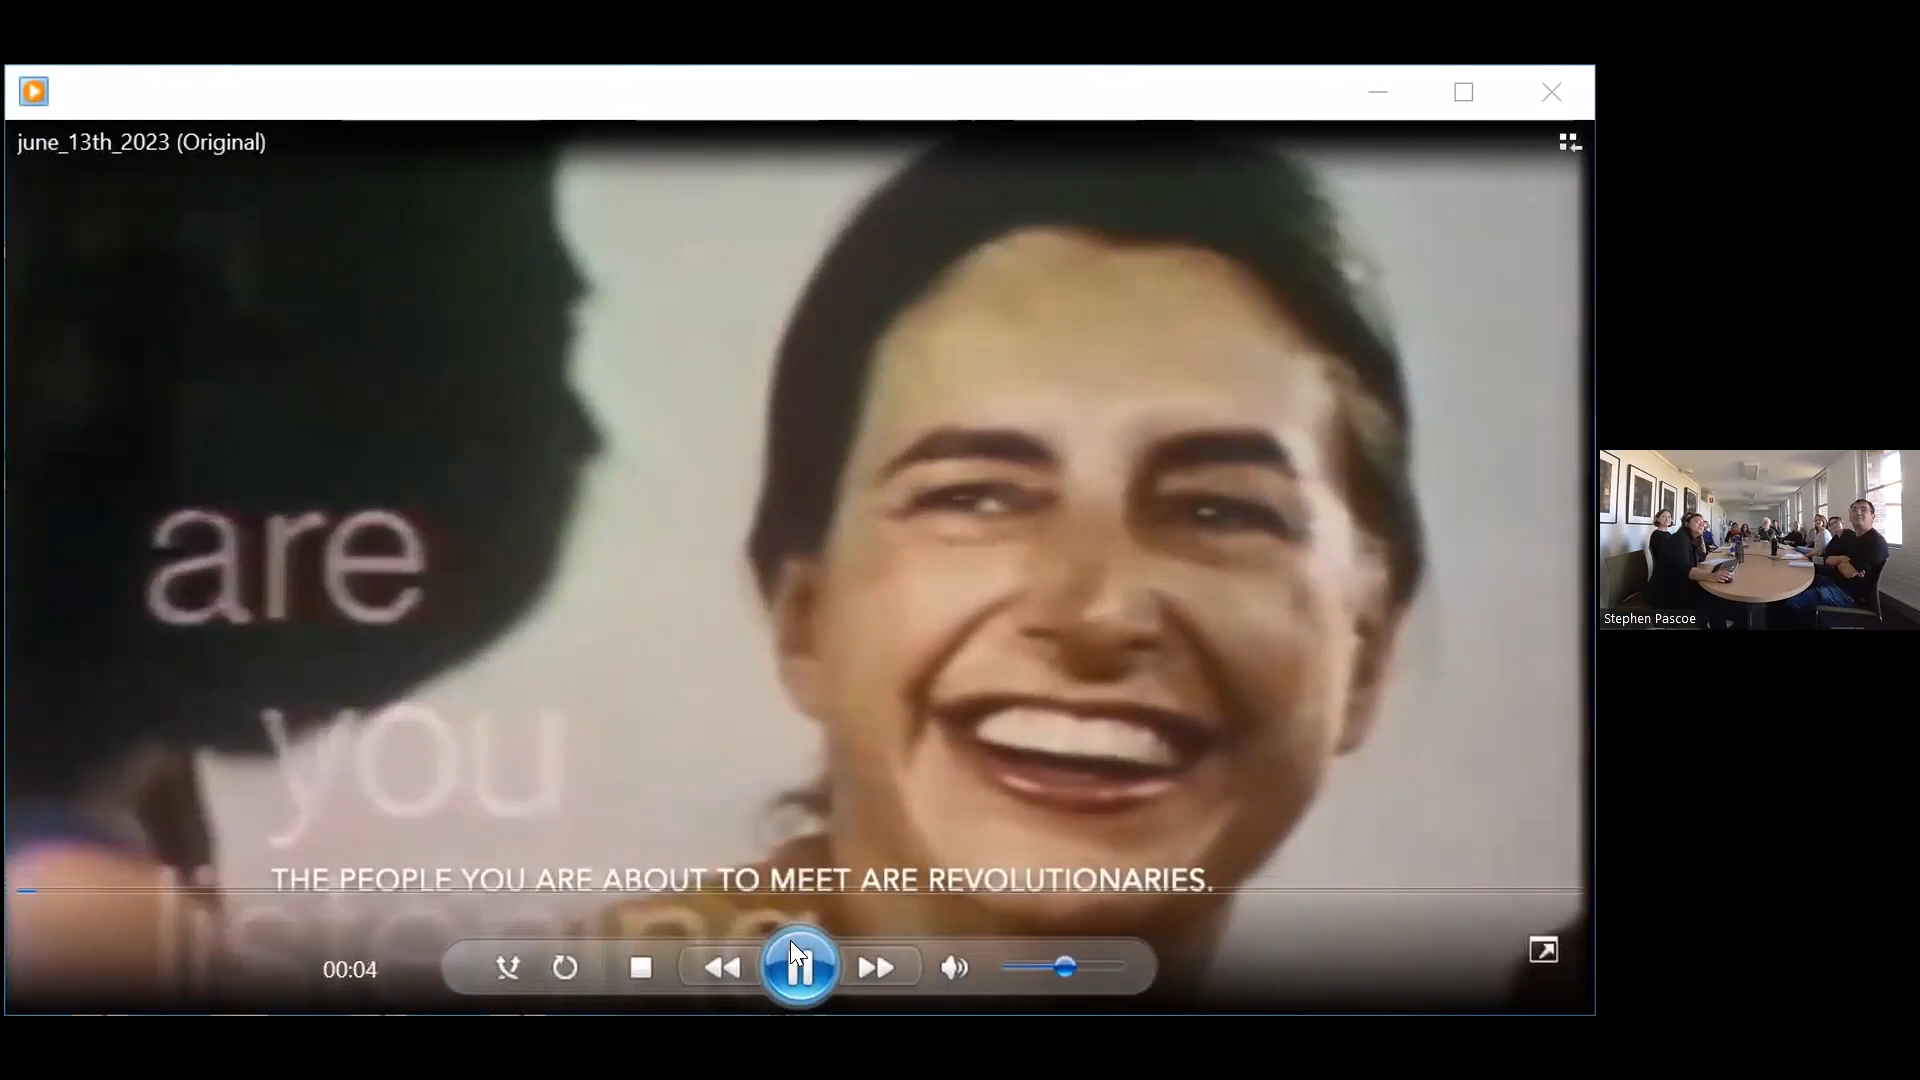 june_13th_2023 (Original)
are
you
THE PEOPLE YOU ARE ABOUT TO MEET ARE REVOLUTIONARIES.
00:04
Stephen Pascoe